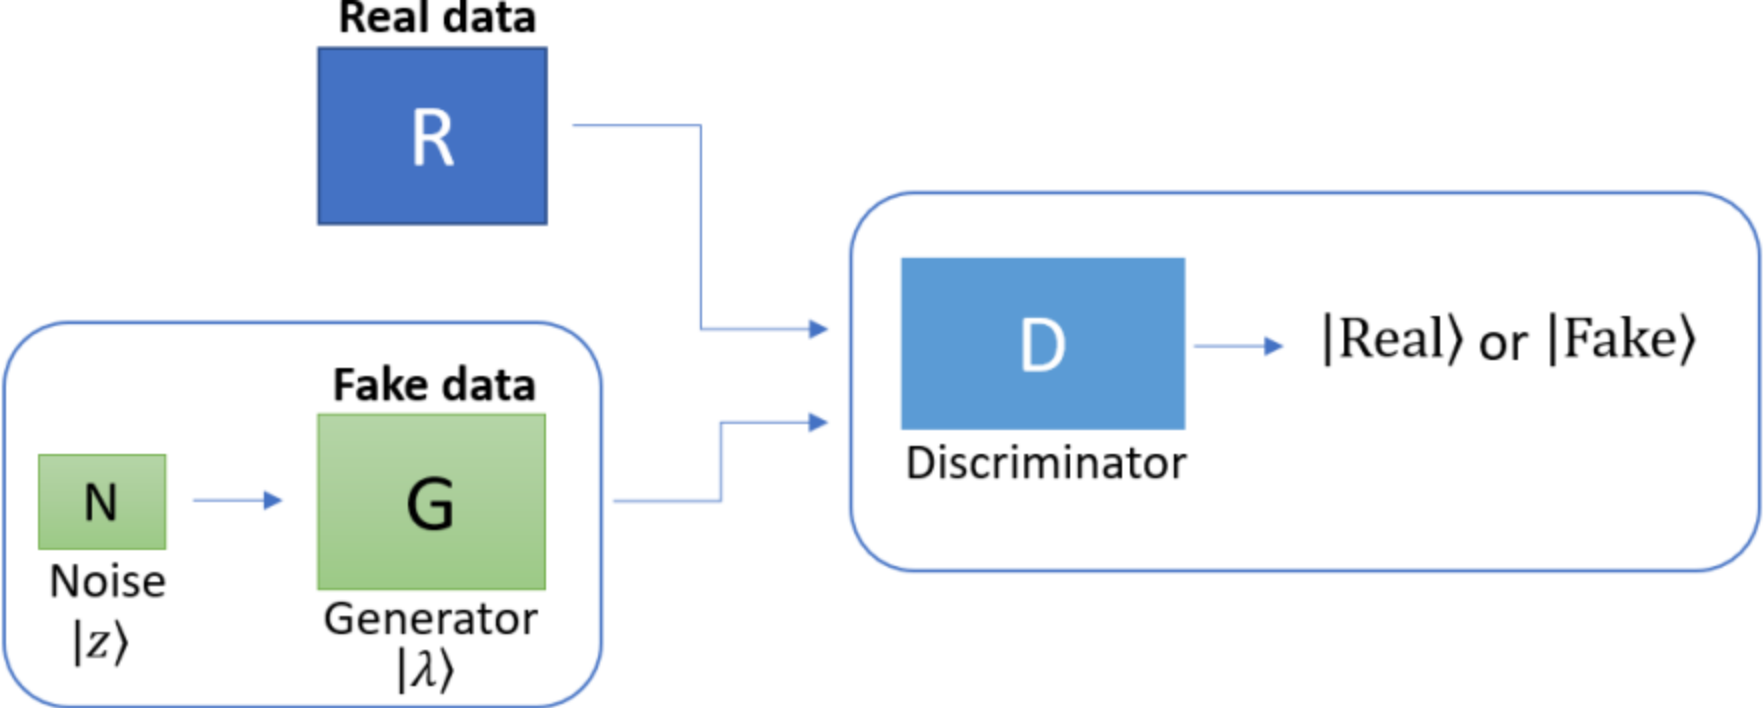 Real data
R
Fake data
N
Noise
|z⟩
G
Generator
|λ⟩
D
Discriminator
|Real⟩ or |Fake⟩